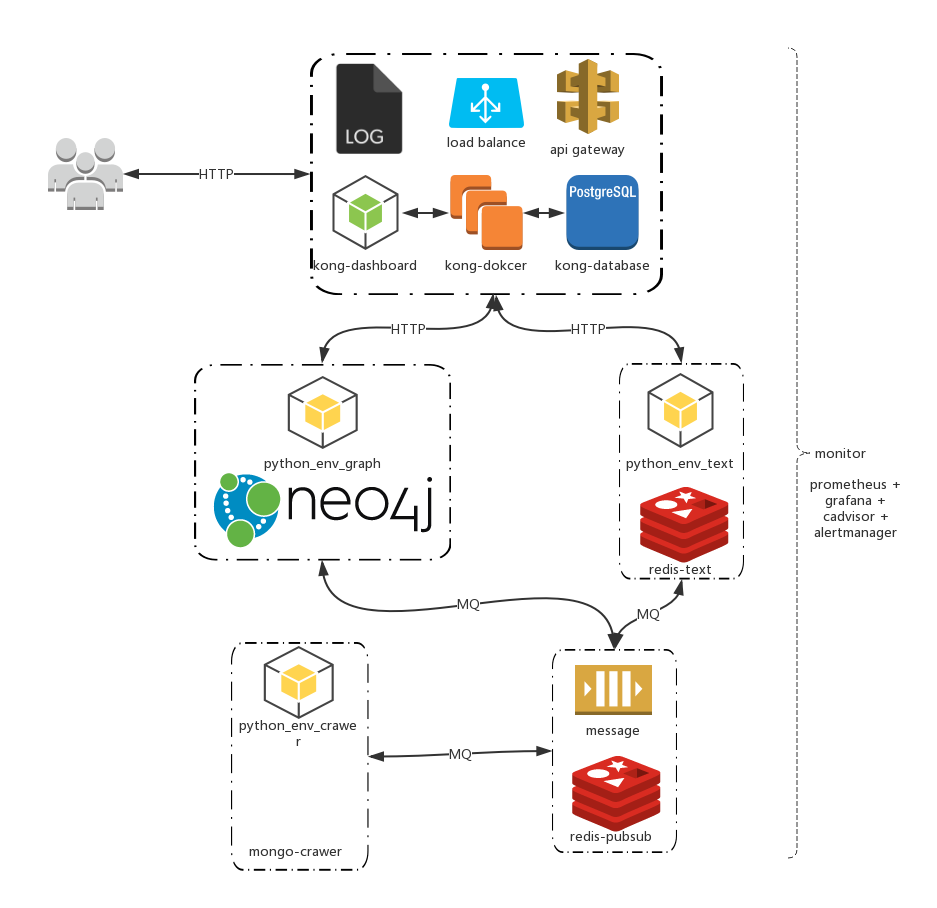 LOG
load balance
api gateway
HTTP
PostgreSQL
kong-dashboard
kong-dokcer
kong-database
HTTP
HTTP
python_env_graph
neo4j
python_env_text
redis-text
monitor
prometheus +
grafana +
cadvisor +
alertmanager
MQ
MQ
python_env_crawe
r
message
MQ
redis-pubsub
mongo-crawer